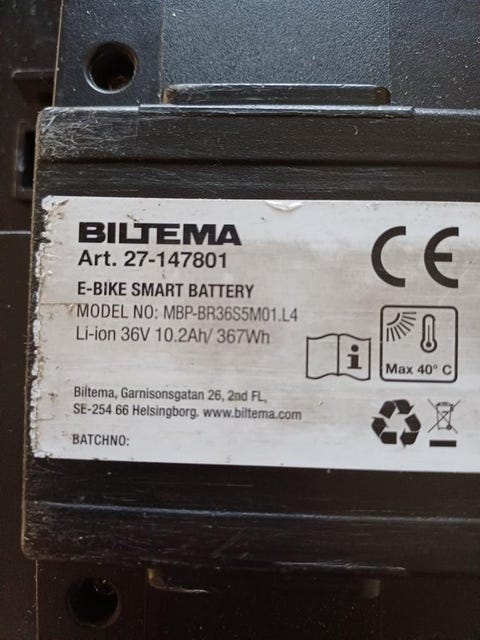 BILTEMA
Art. 27-147801
E-BIKE SMART BATTERY
MODEL NO: MBP-BR36S5M01.L4
Li-ion 36V 10.2Ah/ 367Wh
i
Max 40° C
Biltema, Garnisonsgatan 26, 2nd FL,
SE-254 66 Helsingborg. www.biltema.com
BATCHNO:
CE